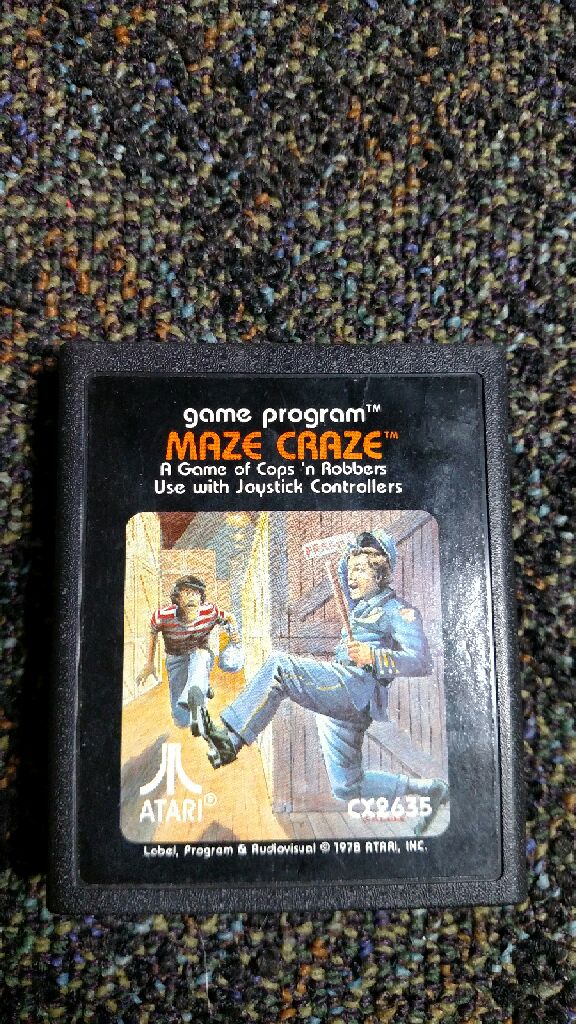 game program™
MAZE CRAZE™
A Game of Cops 'n Robbers
Use with Joystick Controllers
ATARI®
CX2635
Label, Program & Audiovisual © 1978 ATARI, INC.